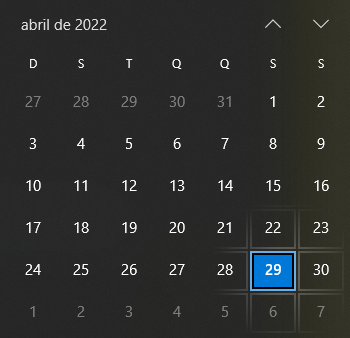 abril de 2022
D S T Q Q S S
27 28 29 30 31 1 2
3 4 5 6 7 8 9
10 11 12 13 14 15 16
17 18 19 20 21 22 23
24 25 26 27 28 29 30
1 2 3 4 5 6 7